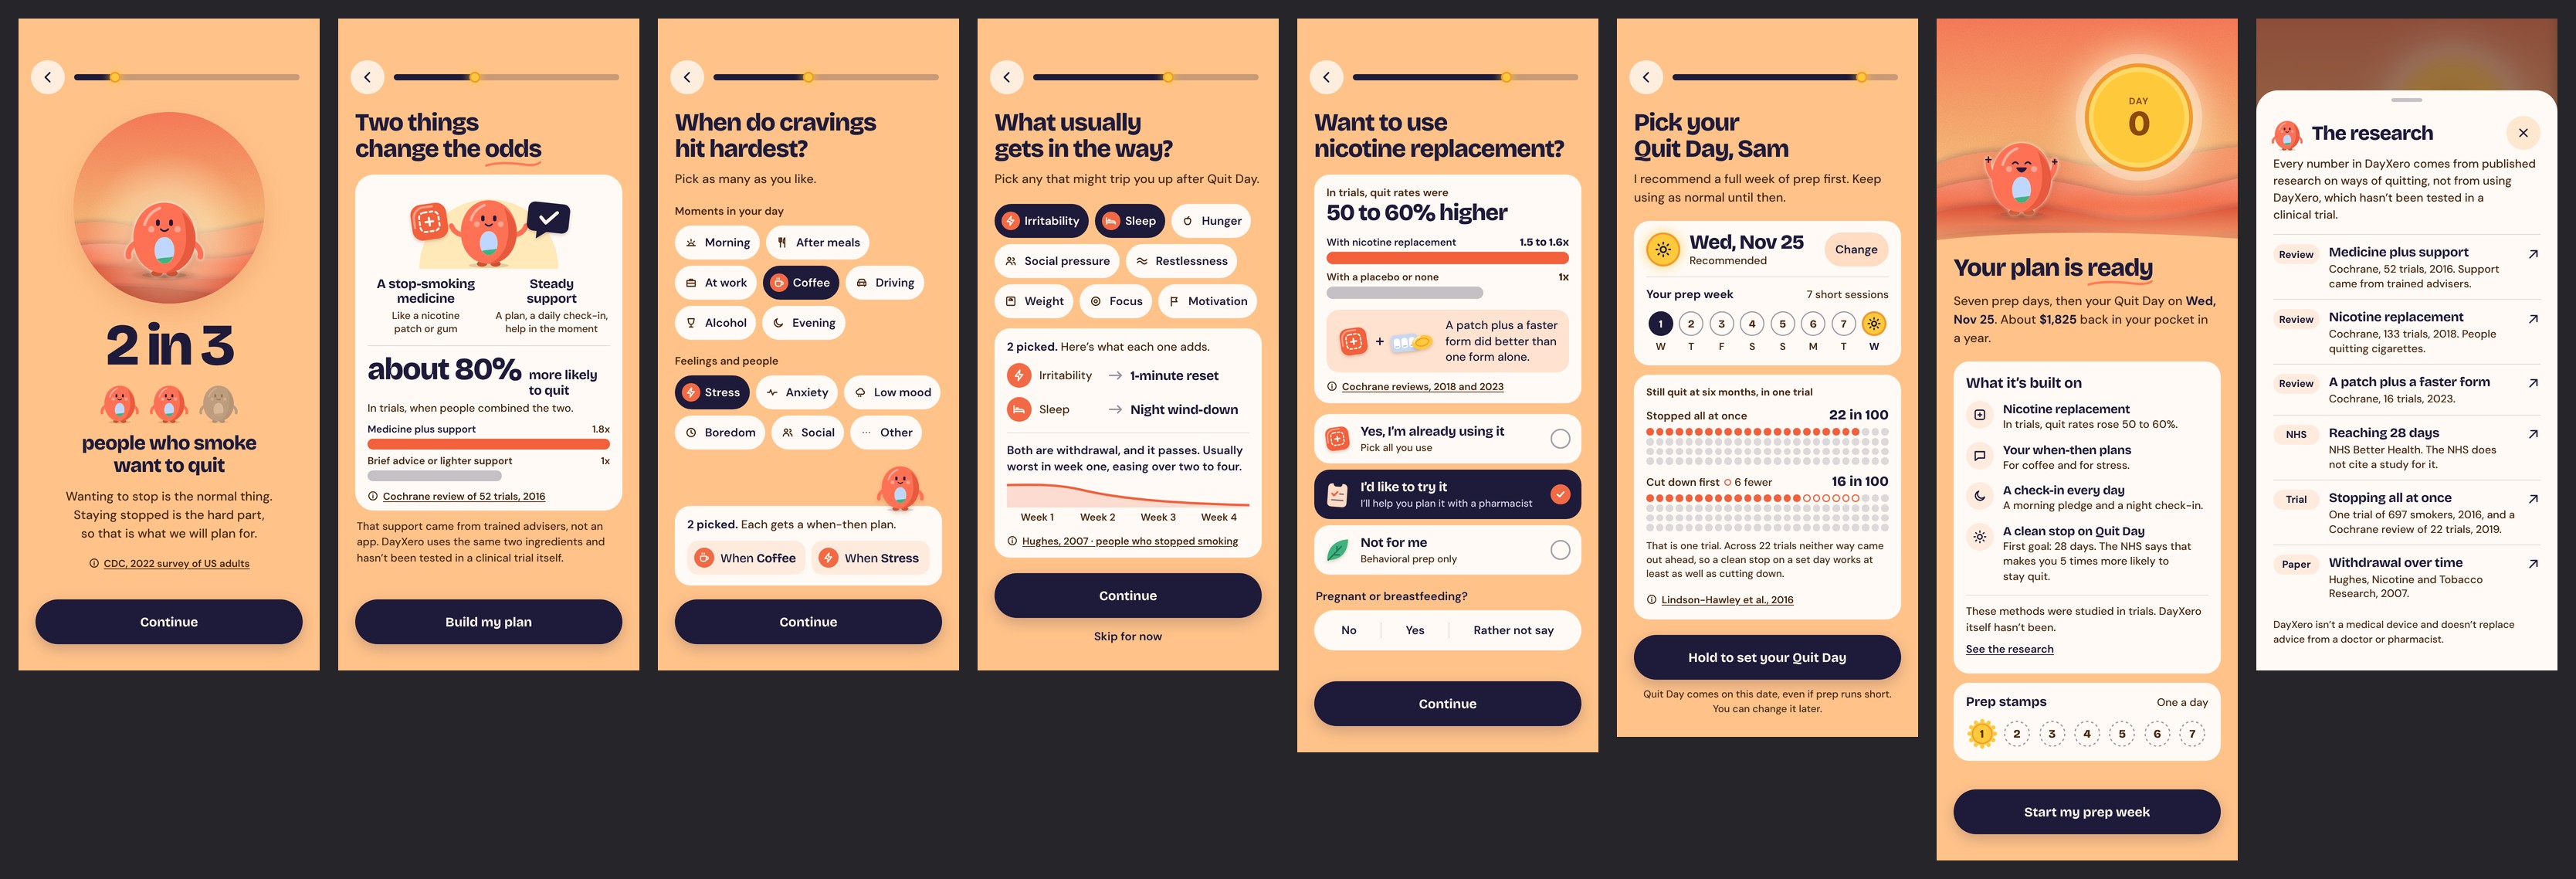 2 in 3
people who smoke
want to quit
Wanting to stop is the normal thing.
Staying stopped is the hard part,
so that is what we will plan for.
CDC, 2022 survey of US adults
Continue
Two things
change the odds
A stop-smoking
medicine
Like a nicotine
patch or gum
Steady
support
A plan, a daily check-in,
help in the moment
about 80% more likely
to quit
In trials, when people combined the two.
Medicine plus support 1.8x
Brief advice or lighter support 1x
Cochrane review of 52 trials, 2016
That support came from trained advisers, not an
app. DayXero uses the same two ingredients and
hasn't been tested in a clinical trial itself.
Build my plan
When do cravings
hit hardest?
Pick as many as you like.
Moments in your day
Morning After meals
At work Coffee Driving
Alcohol Evening
Feelings and people
Stress Anxiety Low mood
Boredom Social Other
2 picked. Each gets a when-then plan.
When Coffee When Stress
Continue
What usually
gets in the way?
Pick any that might trip you up after Quit Day.
Irritability Sleep Hunger
Social pressure Restlessness
Weight Focus Motivation
2 picked. Here's what each one adds.
Irritability → 1-minute reset
Sleep → Night wind-down
Both are withdrawal, and it passes. Usually
worst in week one, easing over two to four.
Week 1 Week 2 Week 3 Week 4
Hughes, 2007 · people who stopped smoking
Continue
Skip for now
Want to use
nicotine replacement?
In trials, quit rates were
50 to 60% higher
With nicotine replacement 1.5 to 1.6x
With a placebo or none 1x
+
A patch plus a faster
form did better than
one form alone.
Cochrane reviews, 2018 and 2023
Yes, I'm already using it
Pick all you use
I'd like to try it
I'll help you plan it with a pharmacist
Not for me
Behavioral prep only
Pregnant or breastfeeding?
No Yes Rather not say
Continue
Pick your
Quit Day, Sam
I recommend a full week of prep first. Keep
using as normal until then.
Wed, Nov 25
Recommended
Change
Your prep week 7 short sessions
1 2 3 4 5 6 7
W T F S S M T W
Still quit at six months, in one trial
Stopped all at once 22 in 100
Cut down first 6 fewer 16 in 100
That is one trial. Across 22 trials neither way came
out ahead, so a clean stop on a set day works at
least as well as cutting down.
Lindson-Hawley et al., 2016
Hold to set your Quit Day
Quit Day comes on this date, even if prep runs short.
You can change it later.
DAY
0
Your plan is ready
Seven prep days, then your Quit Day on Wed,
Nov 25. About $1,825 back in your pocket in
a year.
What it's built on
Nicotine replacement
In trials, quit rates rose 50 to 60%.
Your when-then plans
For coffee and for stress.
A check-in every day
A morning pledge and a night check-in.
A clean stop on Quit Day
First goal: 28 days. The NHS says that
makes you 5 times more likely to
stay quit.
These methods were studied in trials. DayXero
itself hasn't been.
See the research
Prep stamps One a day
1 2 3 4 5 6 7
Start my prep week
The research
Every number in DayXero comes from published
research on ways of quitting, not from using
DayXero, which hasn't been tested in a
clinical trial.
Review Medicine plus support
Cochrane, 52 trials, 2016. Support
came from trained advisers.
Review Nicotine replacement
Cochrane, 133 trials, 2018. People
quitting cigarettes.
Review A patch plus a faster form
Cochrane, 16 trials, 2023.
NHS Reaching 28 days
NHS Better Health. The NHS does
not cite a study for it.
Trial Stopping all at once
One trial of 697 smokers, 2016, and a
Cochrane review of 22 trials, 2019.
Paper Withdrawal over time
Hughes, Nicotine and Tobacco
Research, 2007.
DayXero isn't a medical device and doesn't replace
advice from a doctor or pharmacist.